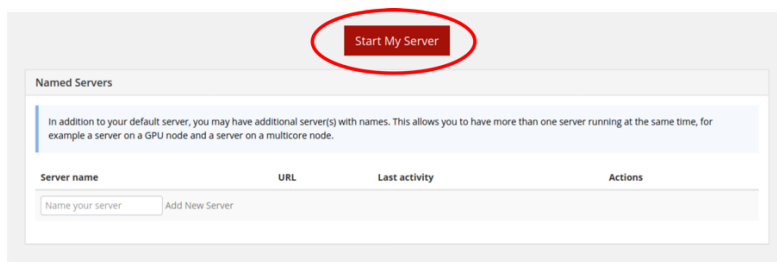 Start My Server
Named Servers
In addition to your default server, you may have additional server(s) with names. This allows you to have more than one server running at the same time, for
example a server on a GPU node and a server on a multicore node.
Server name URL Last activity Actions
Name your server Add New Server